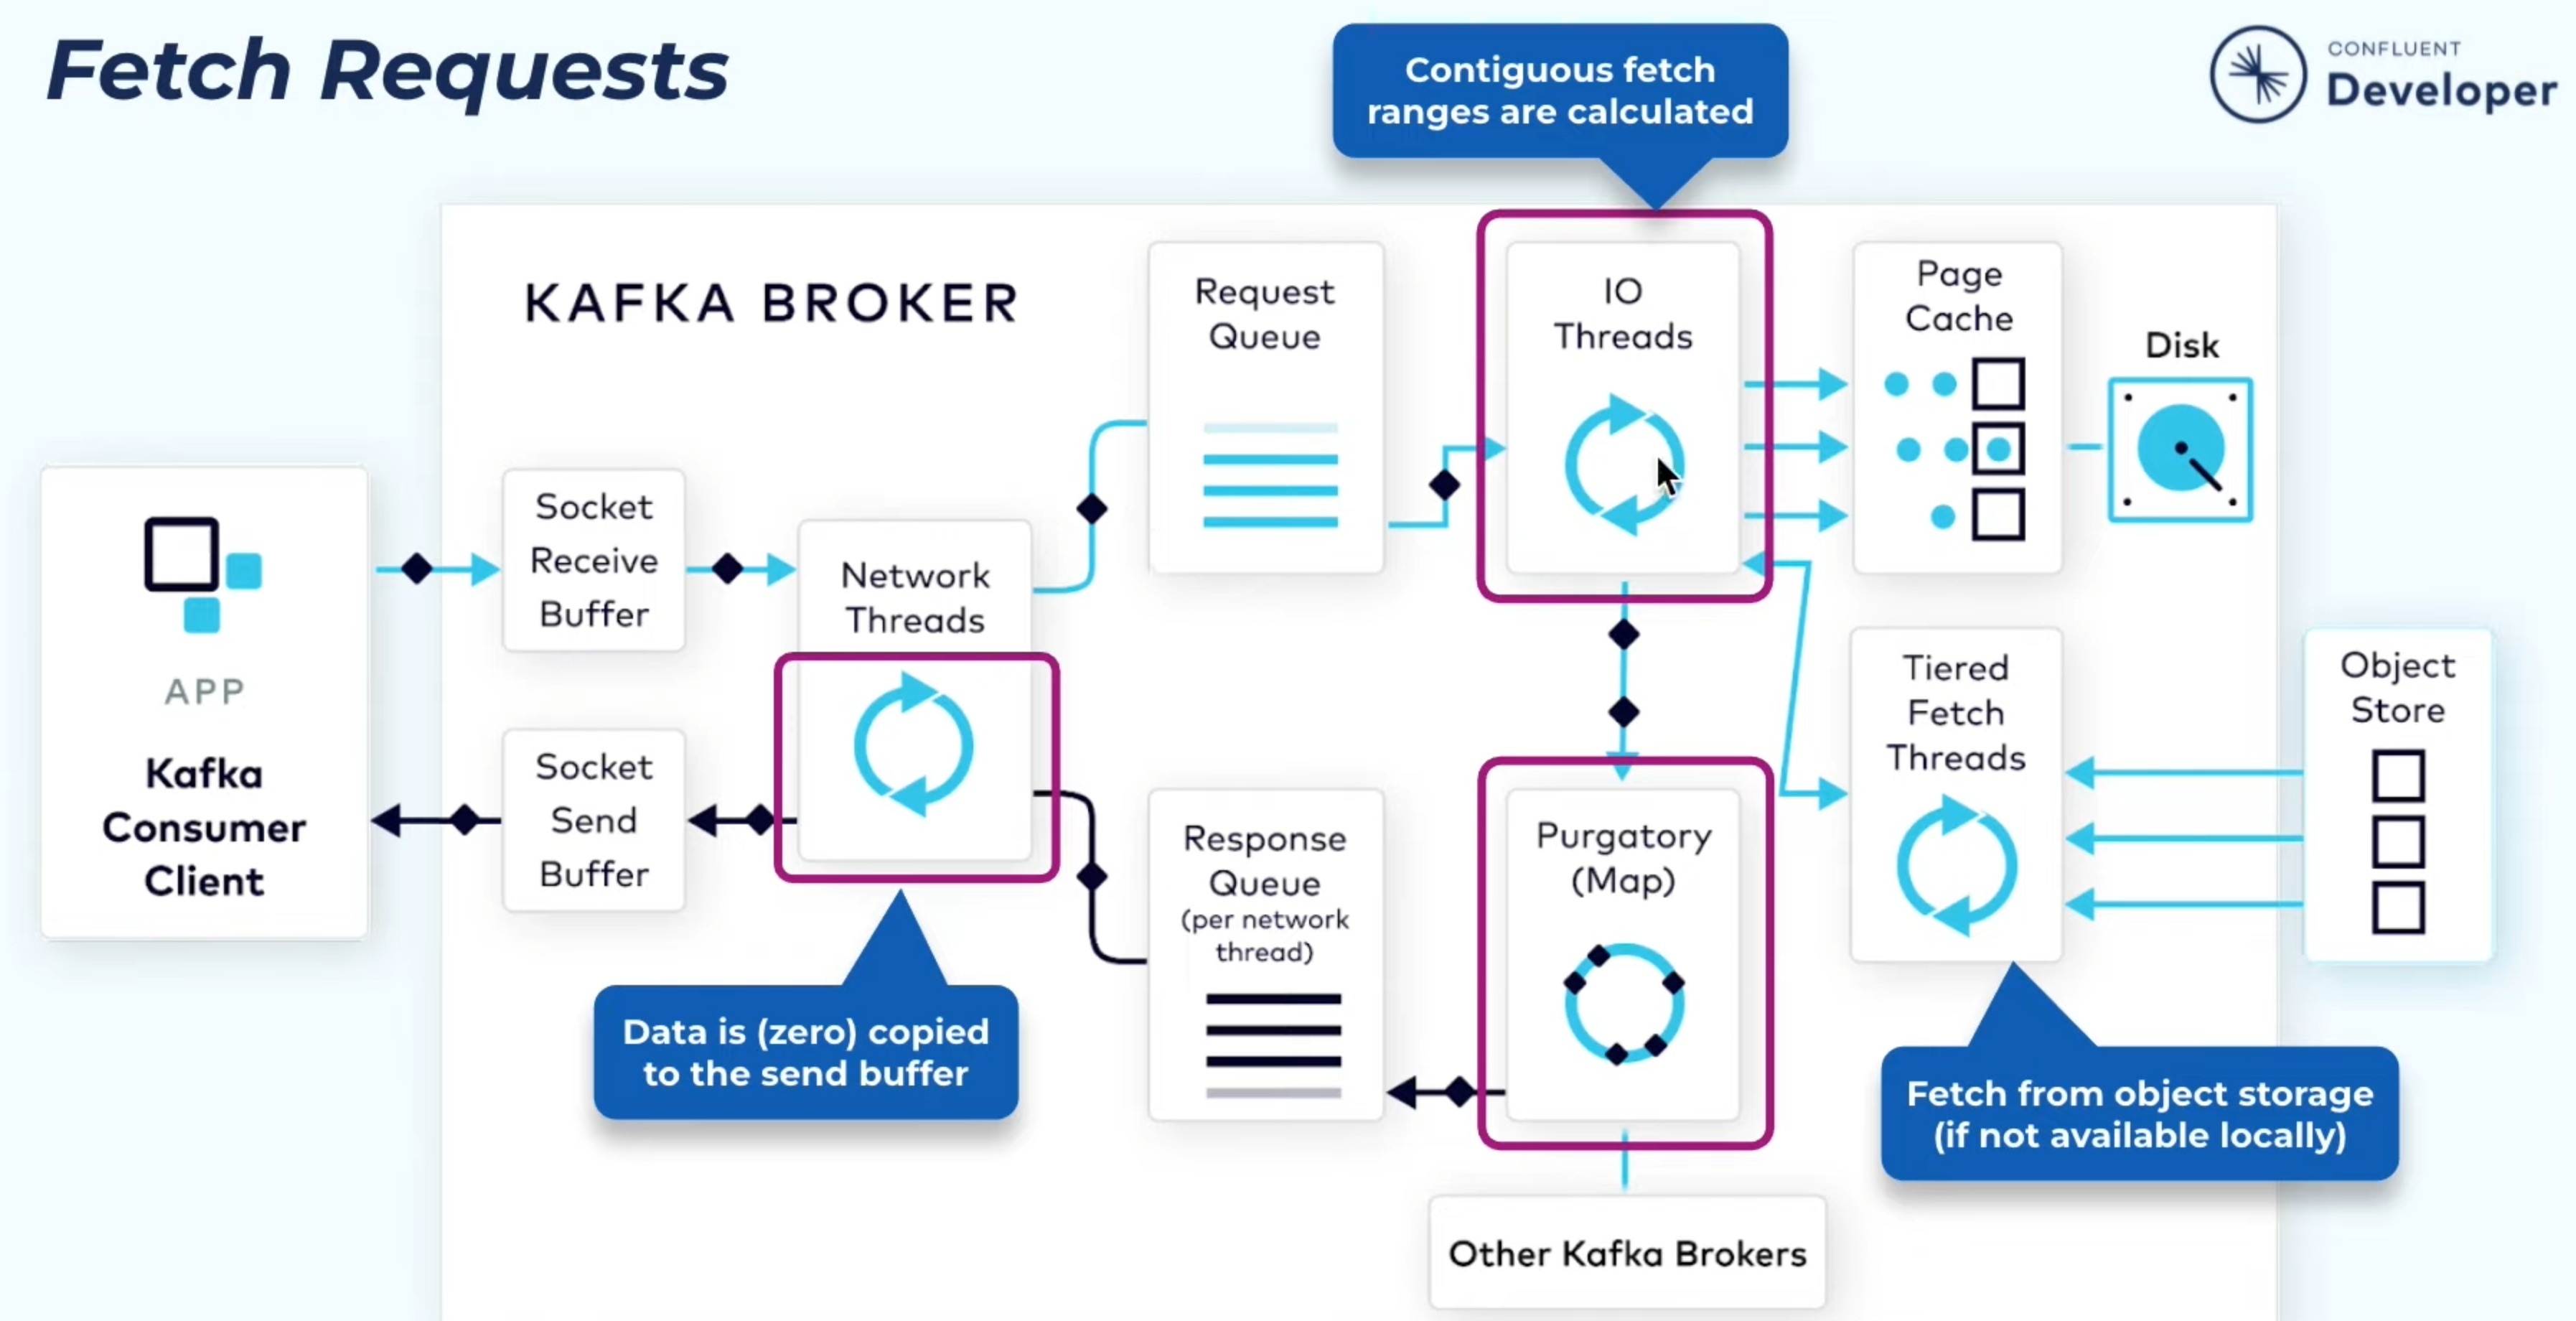 Fetch Requests
Contiguous fetch
ranges are calculated
CONFLUENT
Developer
KAFKA BROKER
Request
Queue
IO
Threads
Page
Cache
Disk
Socket
Receive
Buffer
Network
Threads
APP
Kafka
Consumer
Client
Socket
Send
Buffer
Response
Queue
(per network
thread)
Purgatory
(Map)
Tiered
Fetch
Threads
Object
Store
Data is (zero) copied
to the send buffer
Fetch from object storage
(if not available locally)
Other Kafka Brokers